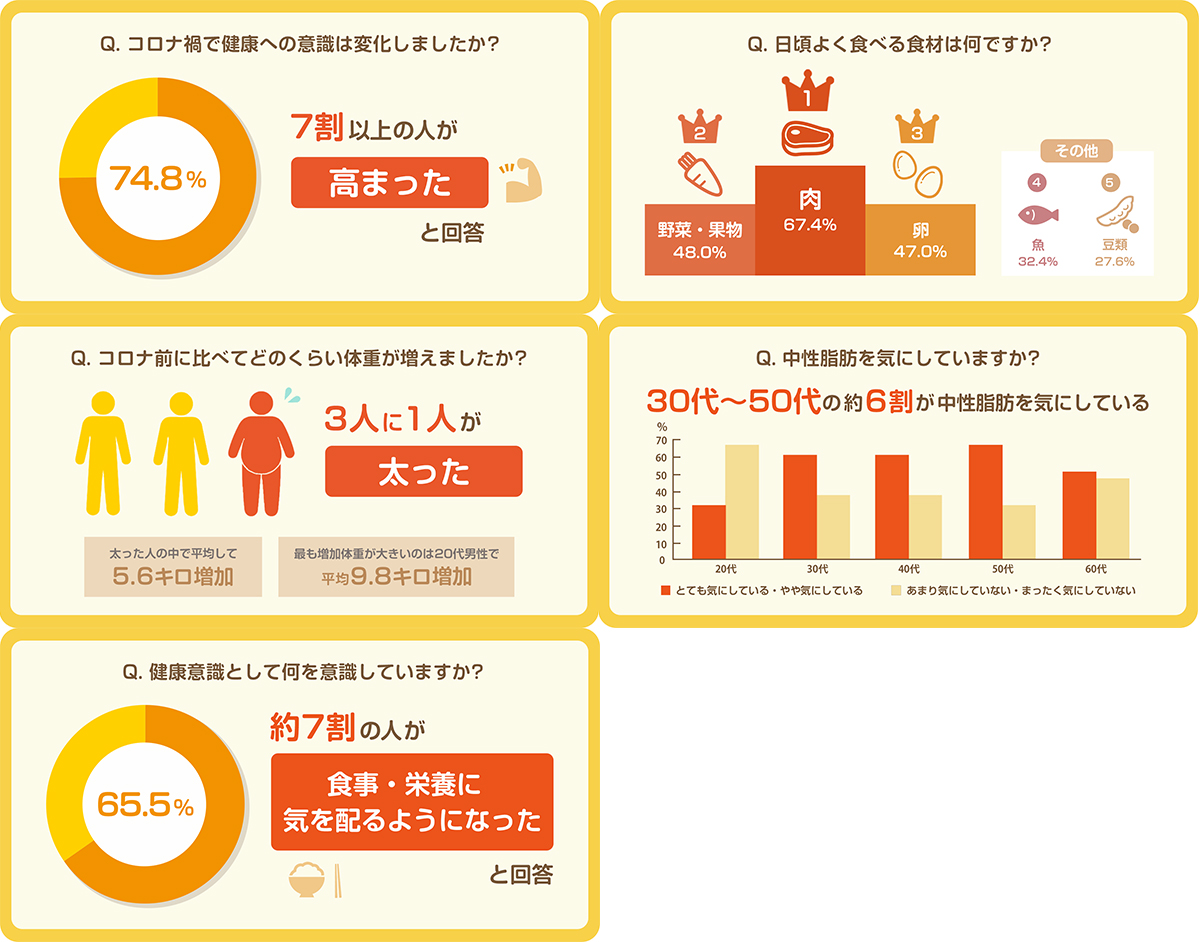 Q. コロナ禍で健康への意識は変化しましたか?
74.8%
7割以上の人が
高まった
と回答
Q. 日頃よく食べる食材は何ですか?
1
2
3
肉
67.4%
野菜・果物
48.0%
卵
47.0%
その他
4
5
魚
豆類
32.4%
27.6%
Q. コロナ前に比べてどのくらい体重が増えましたか?
3人に1人が
太った
太った人の中で平均して
5.6キロ増加
最も増加体重が大きいのは20代男性で
平均9.8キロ増加
Q. 中性脂肪を気にしていますか?
30代〜50代の約6割が中性脂肪を気にしている
%
70
60
50
40
30
20
10
0
20代
30代
40代
50代
60代
とても気にしている・やや気にしている
あまり気にしていない・まったく気にしていない
Q. 健康意識として何を意識していますか?
65.5%
約7割の人が
食事・栄養に
気を配るようになった
と回答